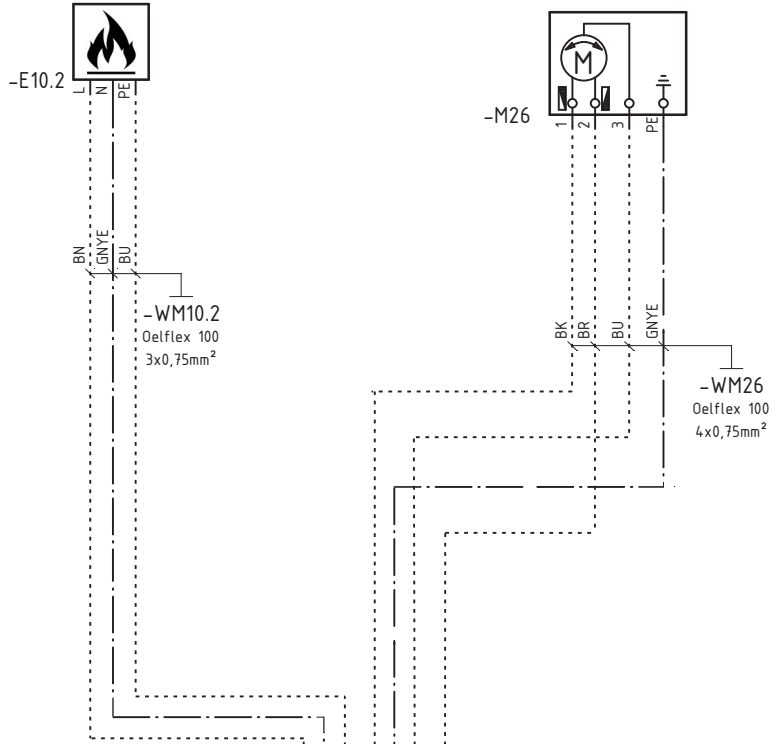 -E10.2
L
N
PE
BN
GNYE
BU
-WM10.2
Oelflex 100
3x0,75mm²
M
-M26
1
2
3
PE
BK
BR
BU
GNYE
-WM26
Oelflex 100
4x0,75mm²